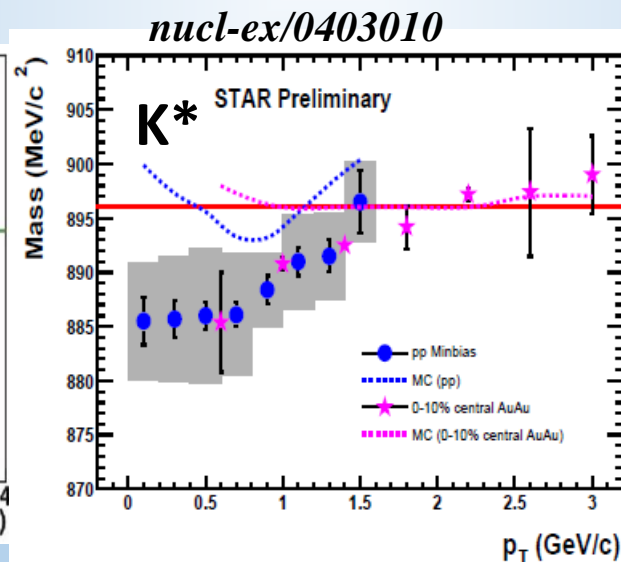 nucl-ex/0403010
910
905
900
895
890
885
880
875
870
Mass (MeV/c²)
STAR Preliminary
K*
pp Minbias
MC (pp)
0-10% central AuAu
MC (0-10% central AuAu)
0 0.5 1 1.5 2 2.5 3
p_T (GeV/c)
4
)